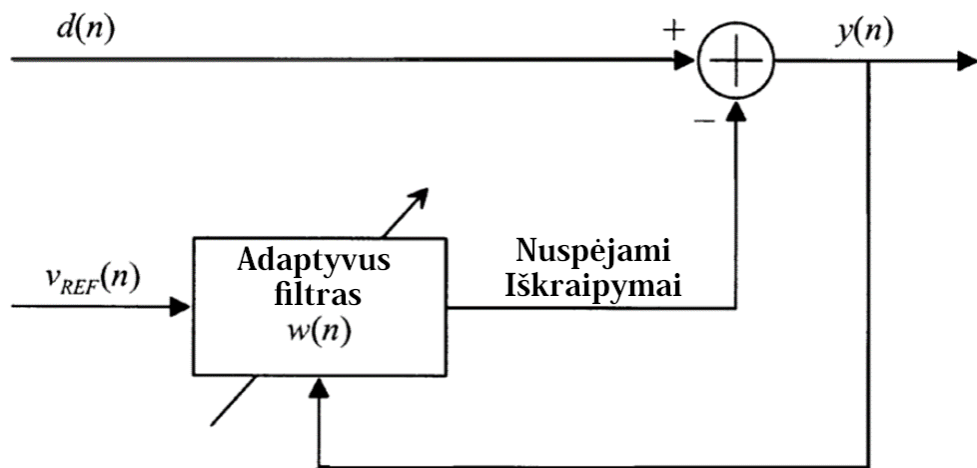 d(n)
+
y(n)
−
Adaptyvus
filtras
w(n)
v_REF(n)
Nuspėjami
Iškraipymai